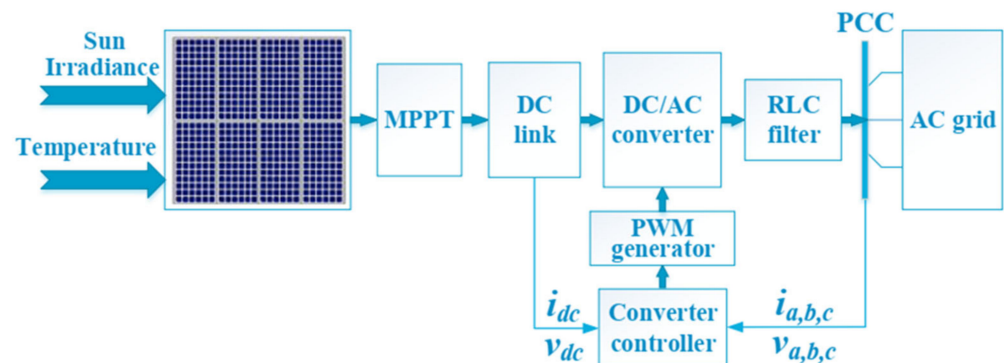 Sun
Irradiance
Temperature
MPPT
DC
link
DC/AC
converter
RLC
filter
PCC
AC grid
PWM
generator
Converter
controller
i_dc
v_dc
i_a,b,c
v_a,b,c